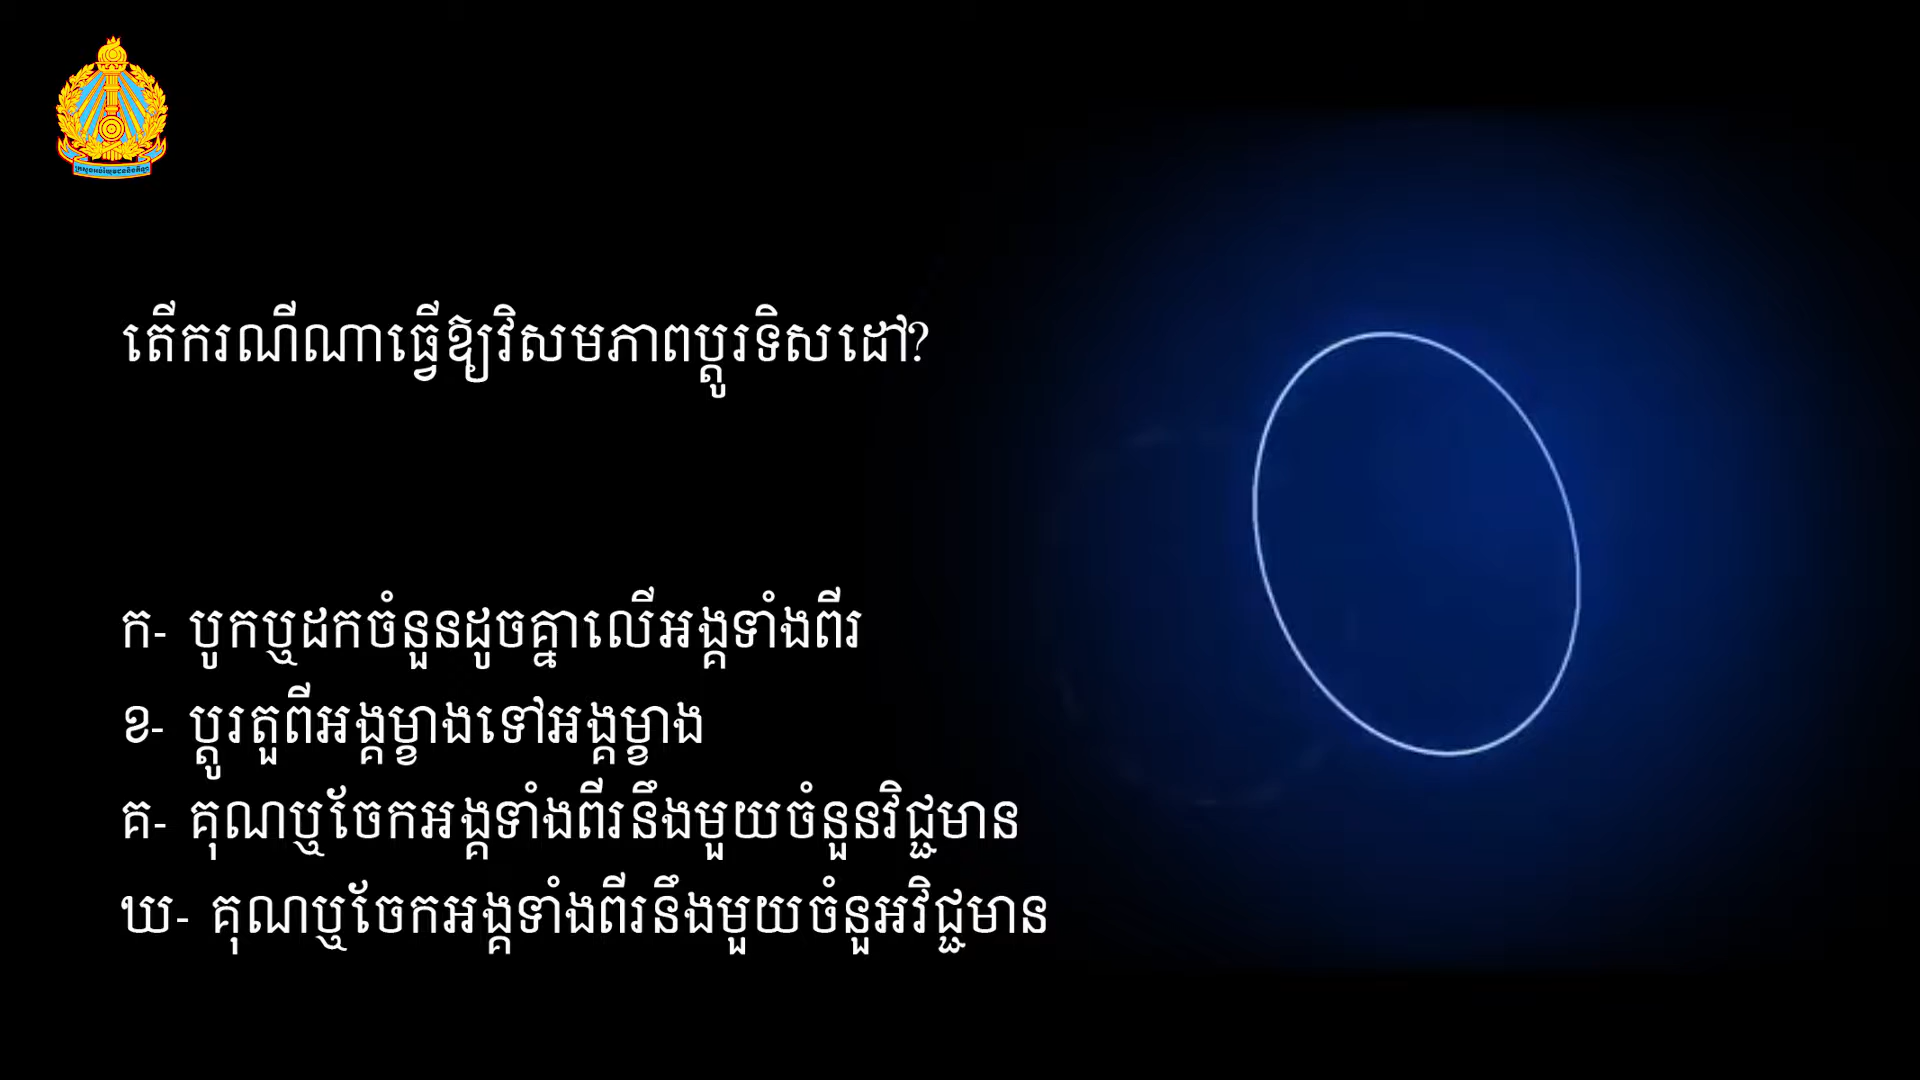 តើករណីណាធ្វើឱ្យវិសមភាពប្តូរទិសដៅ?
ក- បូកឬដកចំនួនដូចគ្នាលើអង្គទាំងពីរ
ខ- ប្តូរតួពីអង្គម្ខាងទៅអង្គម្ខាង
គ- គុណឬចែកអង្គទាំងពីរនឹងមួយចំនួនវិជ្ជមាន
ឃ- គុណឬចែកអង្គទាំងពីរនឹងមួយចំនួអវិជ្ជមាន